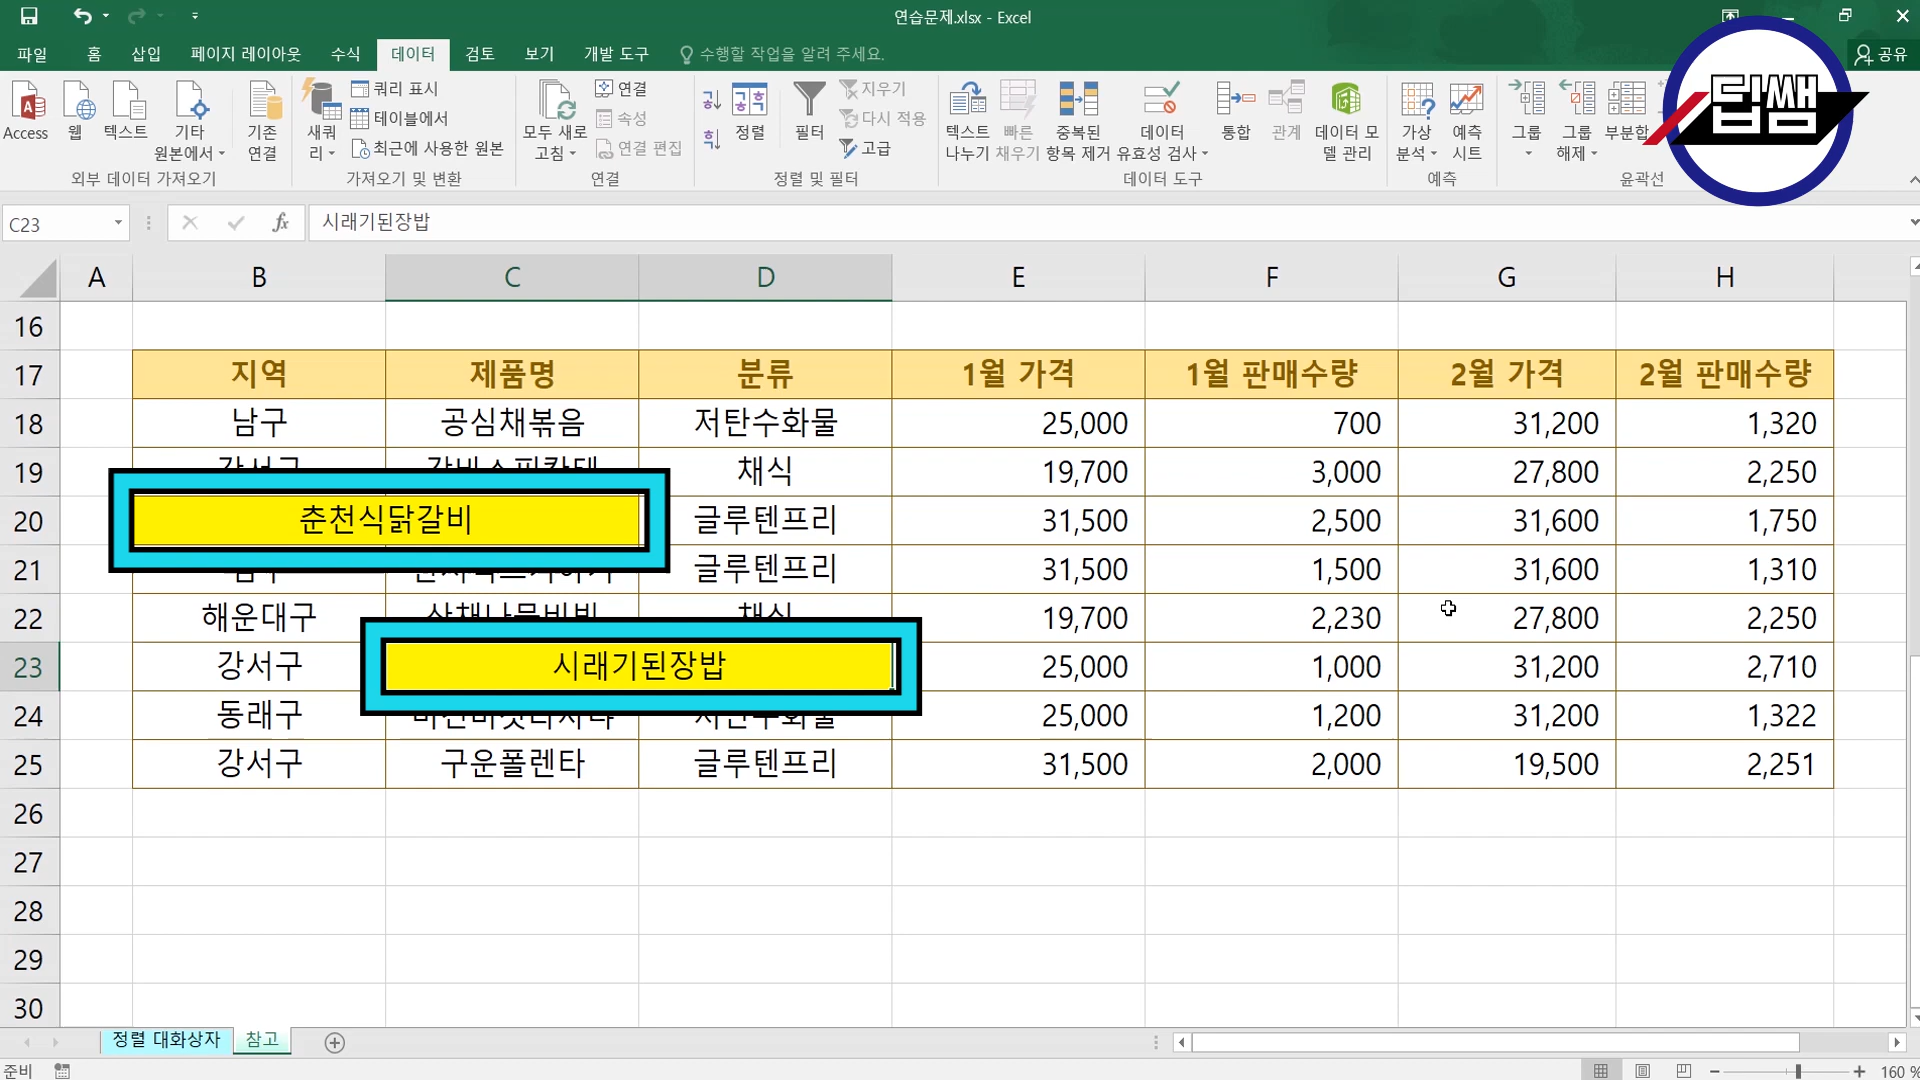 연습문제.xlsx - Excel
파일 홈 삽입 페이지 레이아웃 수식 데이터 검토 보기 개발 도구 수행할 작업을 알려 주세요. 공유
딥쌤
Access 웹 텍스트 기타 원본에서 기존 연결
외부 데이터 가져오기
새쿼리 쿼리 표시 테이블에서 최근에 사용한 원본
가져오기 및 변환
모두 새로 고침 연결 속성 연결 편집
연결
정렬 필터 지우기 다시 적용 고급
정렬 및 필터
텍스트 나누기 빠른 채우기 중복된 항목 제거 데이터 유효성 검사 통합 관계 데이터 모델 관리
데이터 도구
가상 분석 예측 시트
예측
그룹 그룹 해제 부분합
윤곽선
C23 fx 시래기된장밥
A B C D E F G H
16
17 지역 제품명 분류 1월 가격 1월 판매수량 2월 가격 2월 판매수량
18 남구 공심채볶음 저탄수화물 25,000 700 31,200 1,320
19 채식 19,700 3,000 27,800 2,250
20 춘천식닭갈비 글루텐프리 31,500 2,500 31,600 1,750
21 글루텐프리 31,500 1,500 31,600 1,310
22 해운대구 19,700 2,230 27,800 2,250
23 강서구 시래기된장밥 25,000 1,000 31,200 2,710
24 동래구 25,000 1,200 31,200 1,322
25 강서구 구운폴렌타 글루텐프리 31,500 2,000 19,500 2,251
26
27
28
29
30
정렬 대화상자 참고
준비 160 %